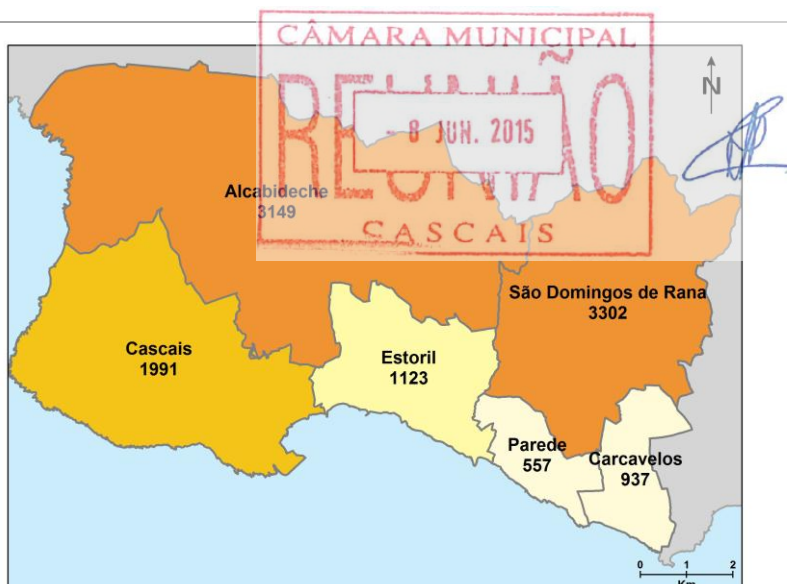 CÂMARA MUNICIPAL
REUNIÃO
- 8 JUN. 2015
CASCAIS
N
Alcabideche
3149
São Domingos de Rana
3302
Cascais
1991
Estoril
1123
Parede
557
Carcavelos
937
0 1 2
Km